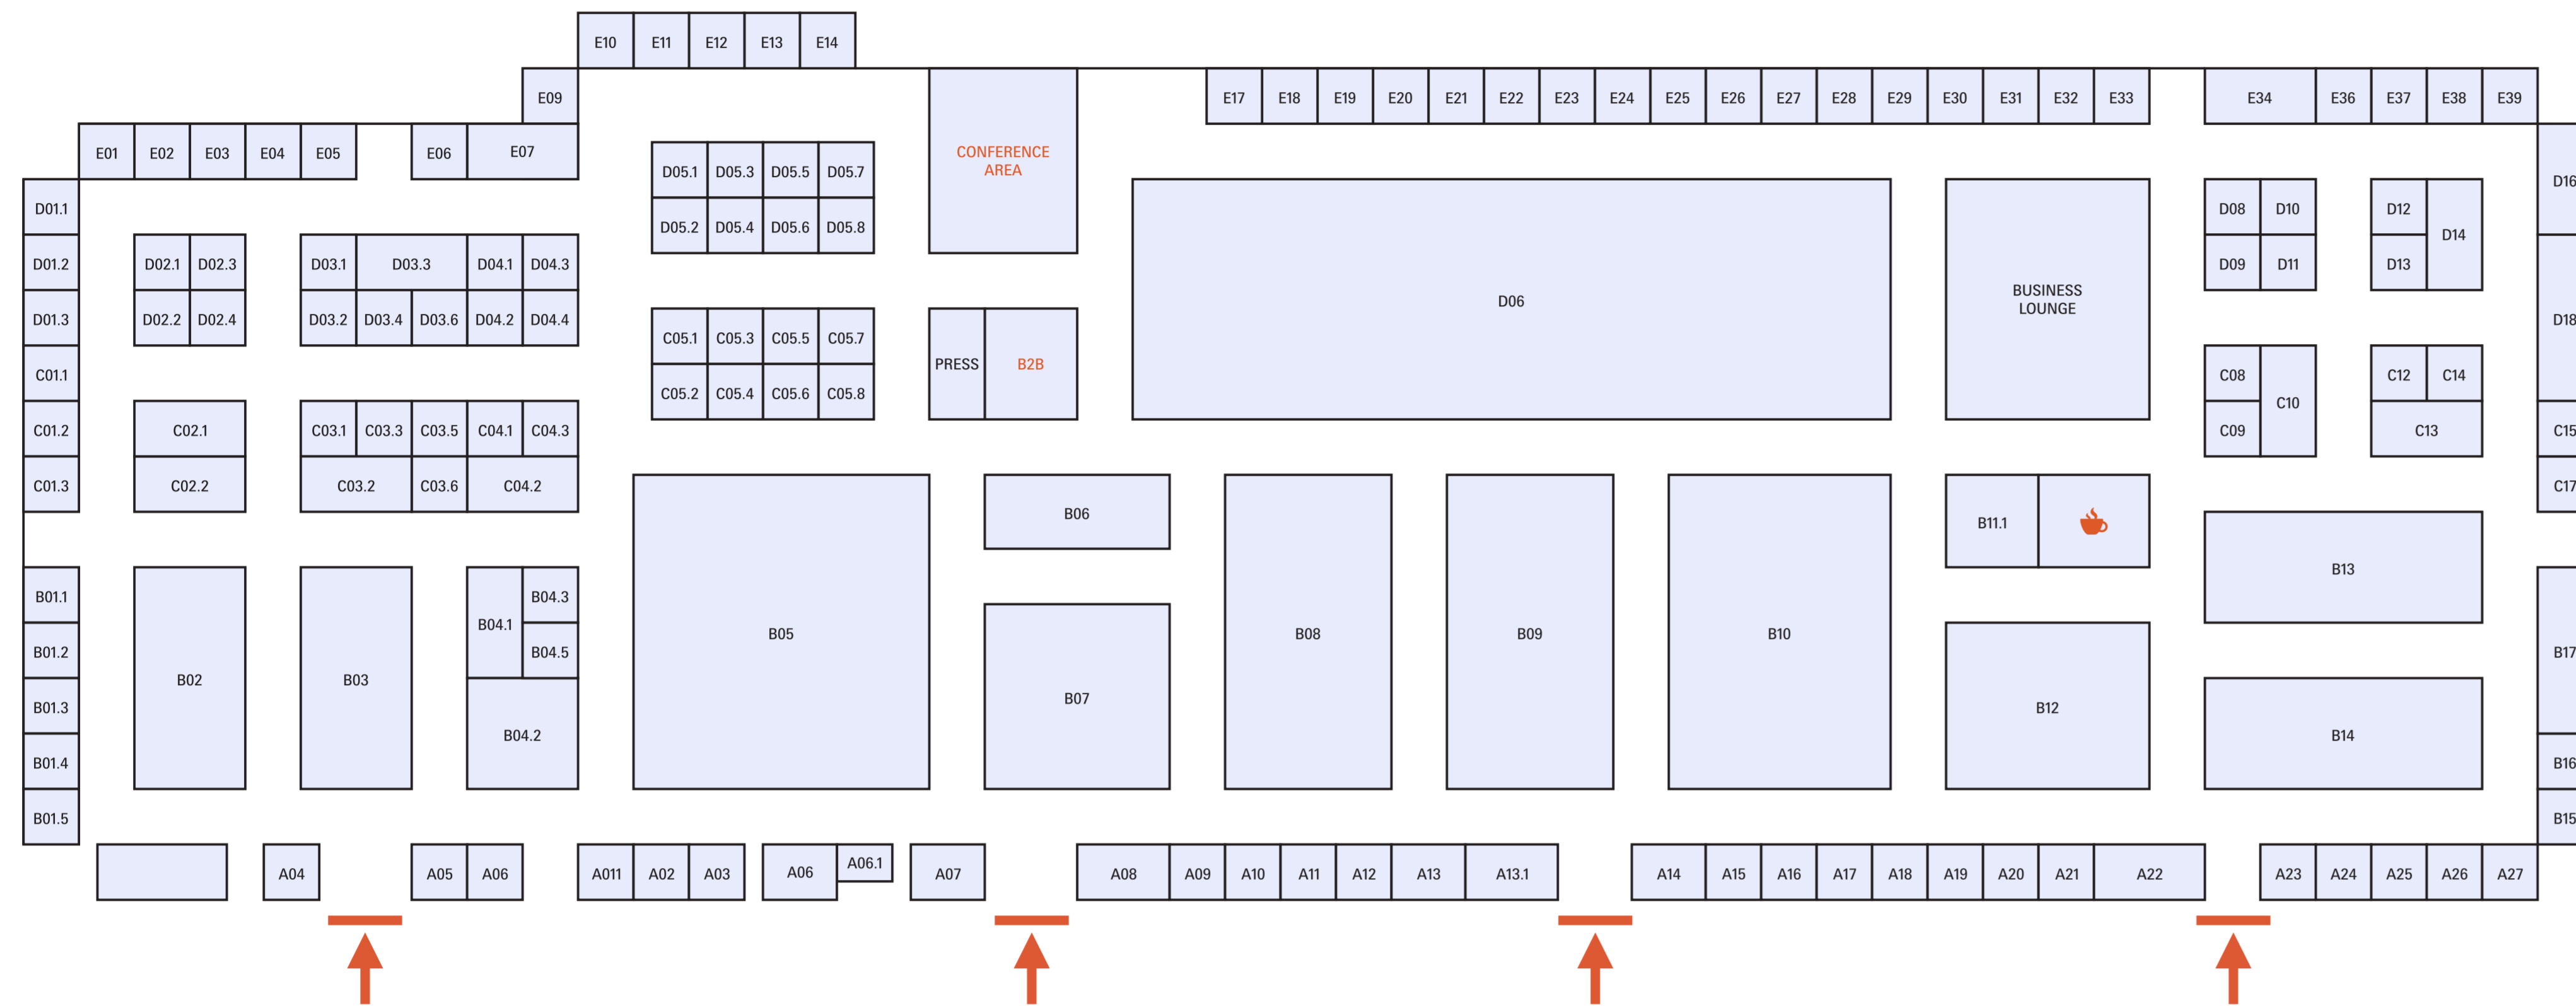 E10 E11 E12 E13 E14
E09 E17 E18 E19 E20 E21 E22 E23 E24 E25 E26 E27 E28 E29 E30 E31 E32 E33 E34 E36 E37 E38 E39
E01 E02 E03 E04 E05 E06 E07
CONFERENCE
AREA
D05.1 D05.3 D05.5 D05.7
D05.2 D05.4 D05.6 D05.8
D16
D01.1
D08 D10 D12
D14
D01.2 D02.1 D02.3 D03.1 D03.3 D04.1 D04.3
D09 D11 D13
D06
BUSINESS
LOUNGE
D01.3 D02.2 D02.4 D03.2 D03.4 D03.6 D04.2 D04.4
D18
C05.1 C05.3 C05.5 C05.7
PRESS B2B
C01.1
C08 C12 C14
C05.2 C05.4 C05.6 C05.8
C10
C01.2 C02.1 C03.1 C03.3 C03.5 C04.1 C04.3
C09 C13 C15
C01.3 C02.2 C03.2 C03.6 C04.2
C17
B06
B11.1
B13
B01.1
B04.3
B04.1
B05 B08 B09 B10
B01.2 B04.5
B17
B02 B03
B07
B01.3
B12
B04.2
B14
B01.4
B16
B01.5
B15
A04 A05 A06 A011 A02 A03 A06 A06.1 A07 A08 A09 A10 A11 A12 A13 A13.1 A14 A15 A16 A17 A18 A19 A20 A21 A22 A23 A24 A25 A26 A27